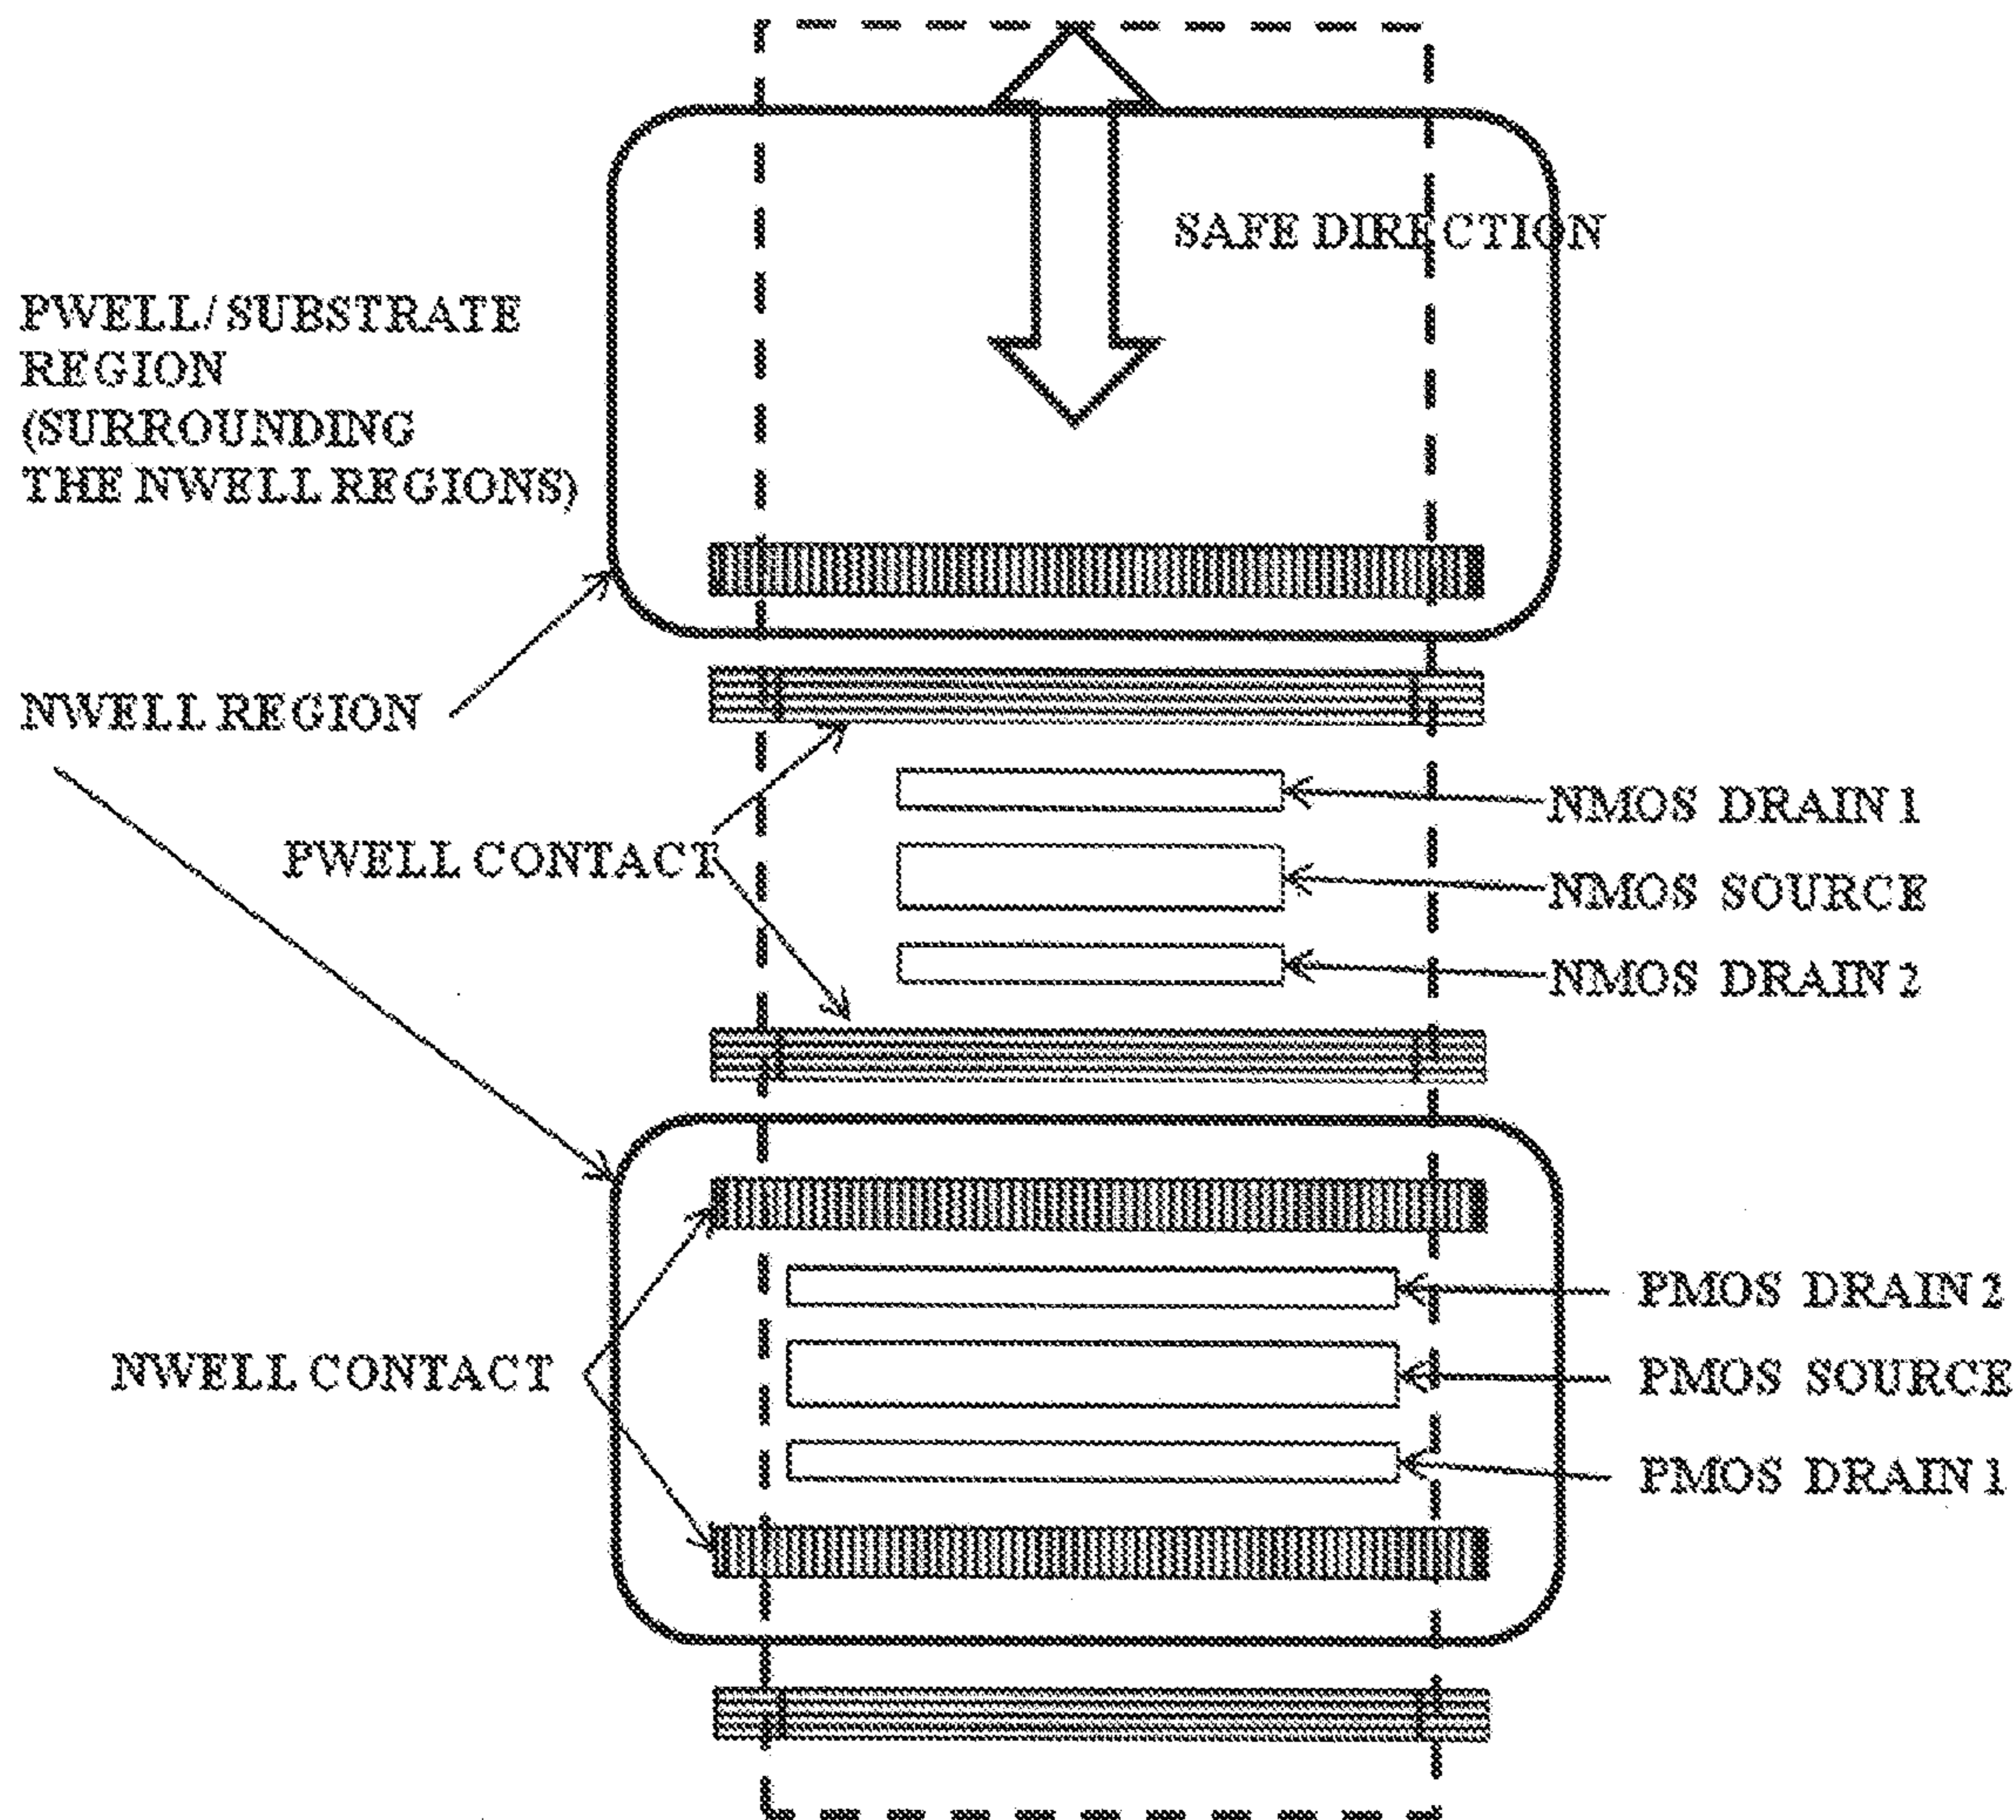 SAFE DIRECTION
PWELL/SUBSTRATE
REGION
(SURROUNDING
THE NWELL REGIONS)
NWELL REGION
PWELL CONTACT
NMOS DRAIN 1
NMOS SOURCE
NMOS DRAIN 2
NWELL CONTACT
PMOS DRAIN 2
PMOS SOURCE
PMOS DRAIN 1